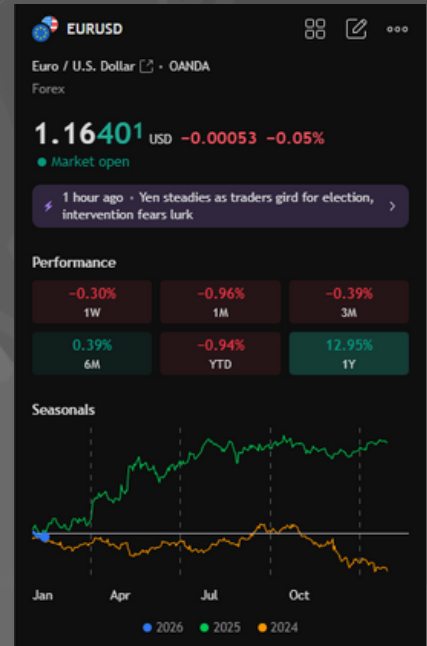 EURUSD
Euro / U.S. Dollar • OANDA
Forex
1.16401 USD −0.00053 −0.05%
Market open
1 hour ago • Yen steadies as traders gird for election,
intervention fears lurk
Performance
−0.30% −0.96% −0.39%
1W 1M 3M
0.39% −0.94% 12.95%
6M YTD 1Y
Seasonals
Jan Apr Jul Oct
2026 2025 2024